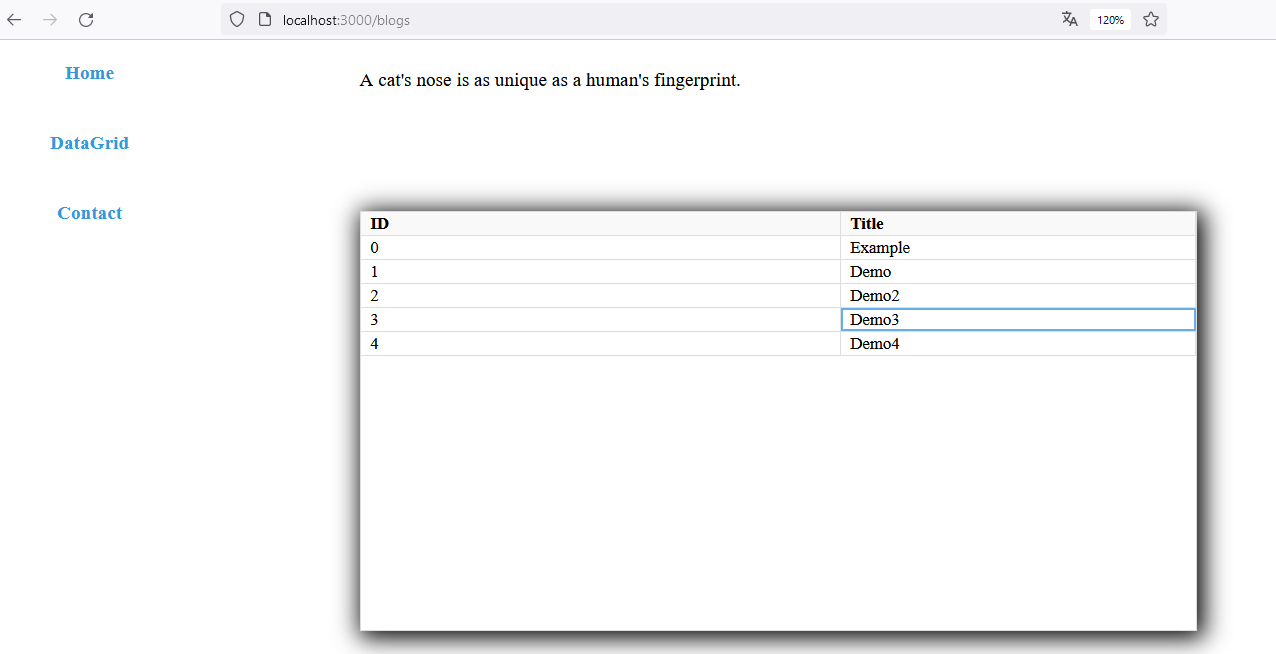 localhost:3000/blogs
120%
Home
A cat's nose is as unique as a human's fingerprint.
DataGrid
Contact
ID Title
0 Example
1 Demo
2 Demo2
3 Demo3
4 Demo4